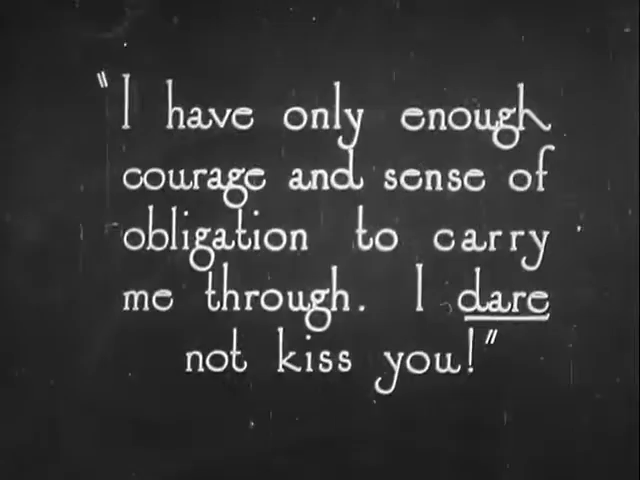 "I have only enough
courage and sense of
obligation to carry
me through. I dare
not kiss you!"